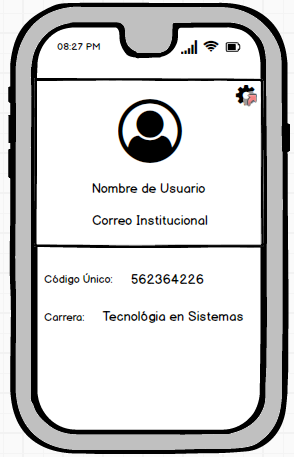 08:27 PM
Nombre de Usuario
Correo Institucional
Código Único: 562364226
Carrera: Tecnológia en Sistemas